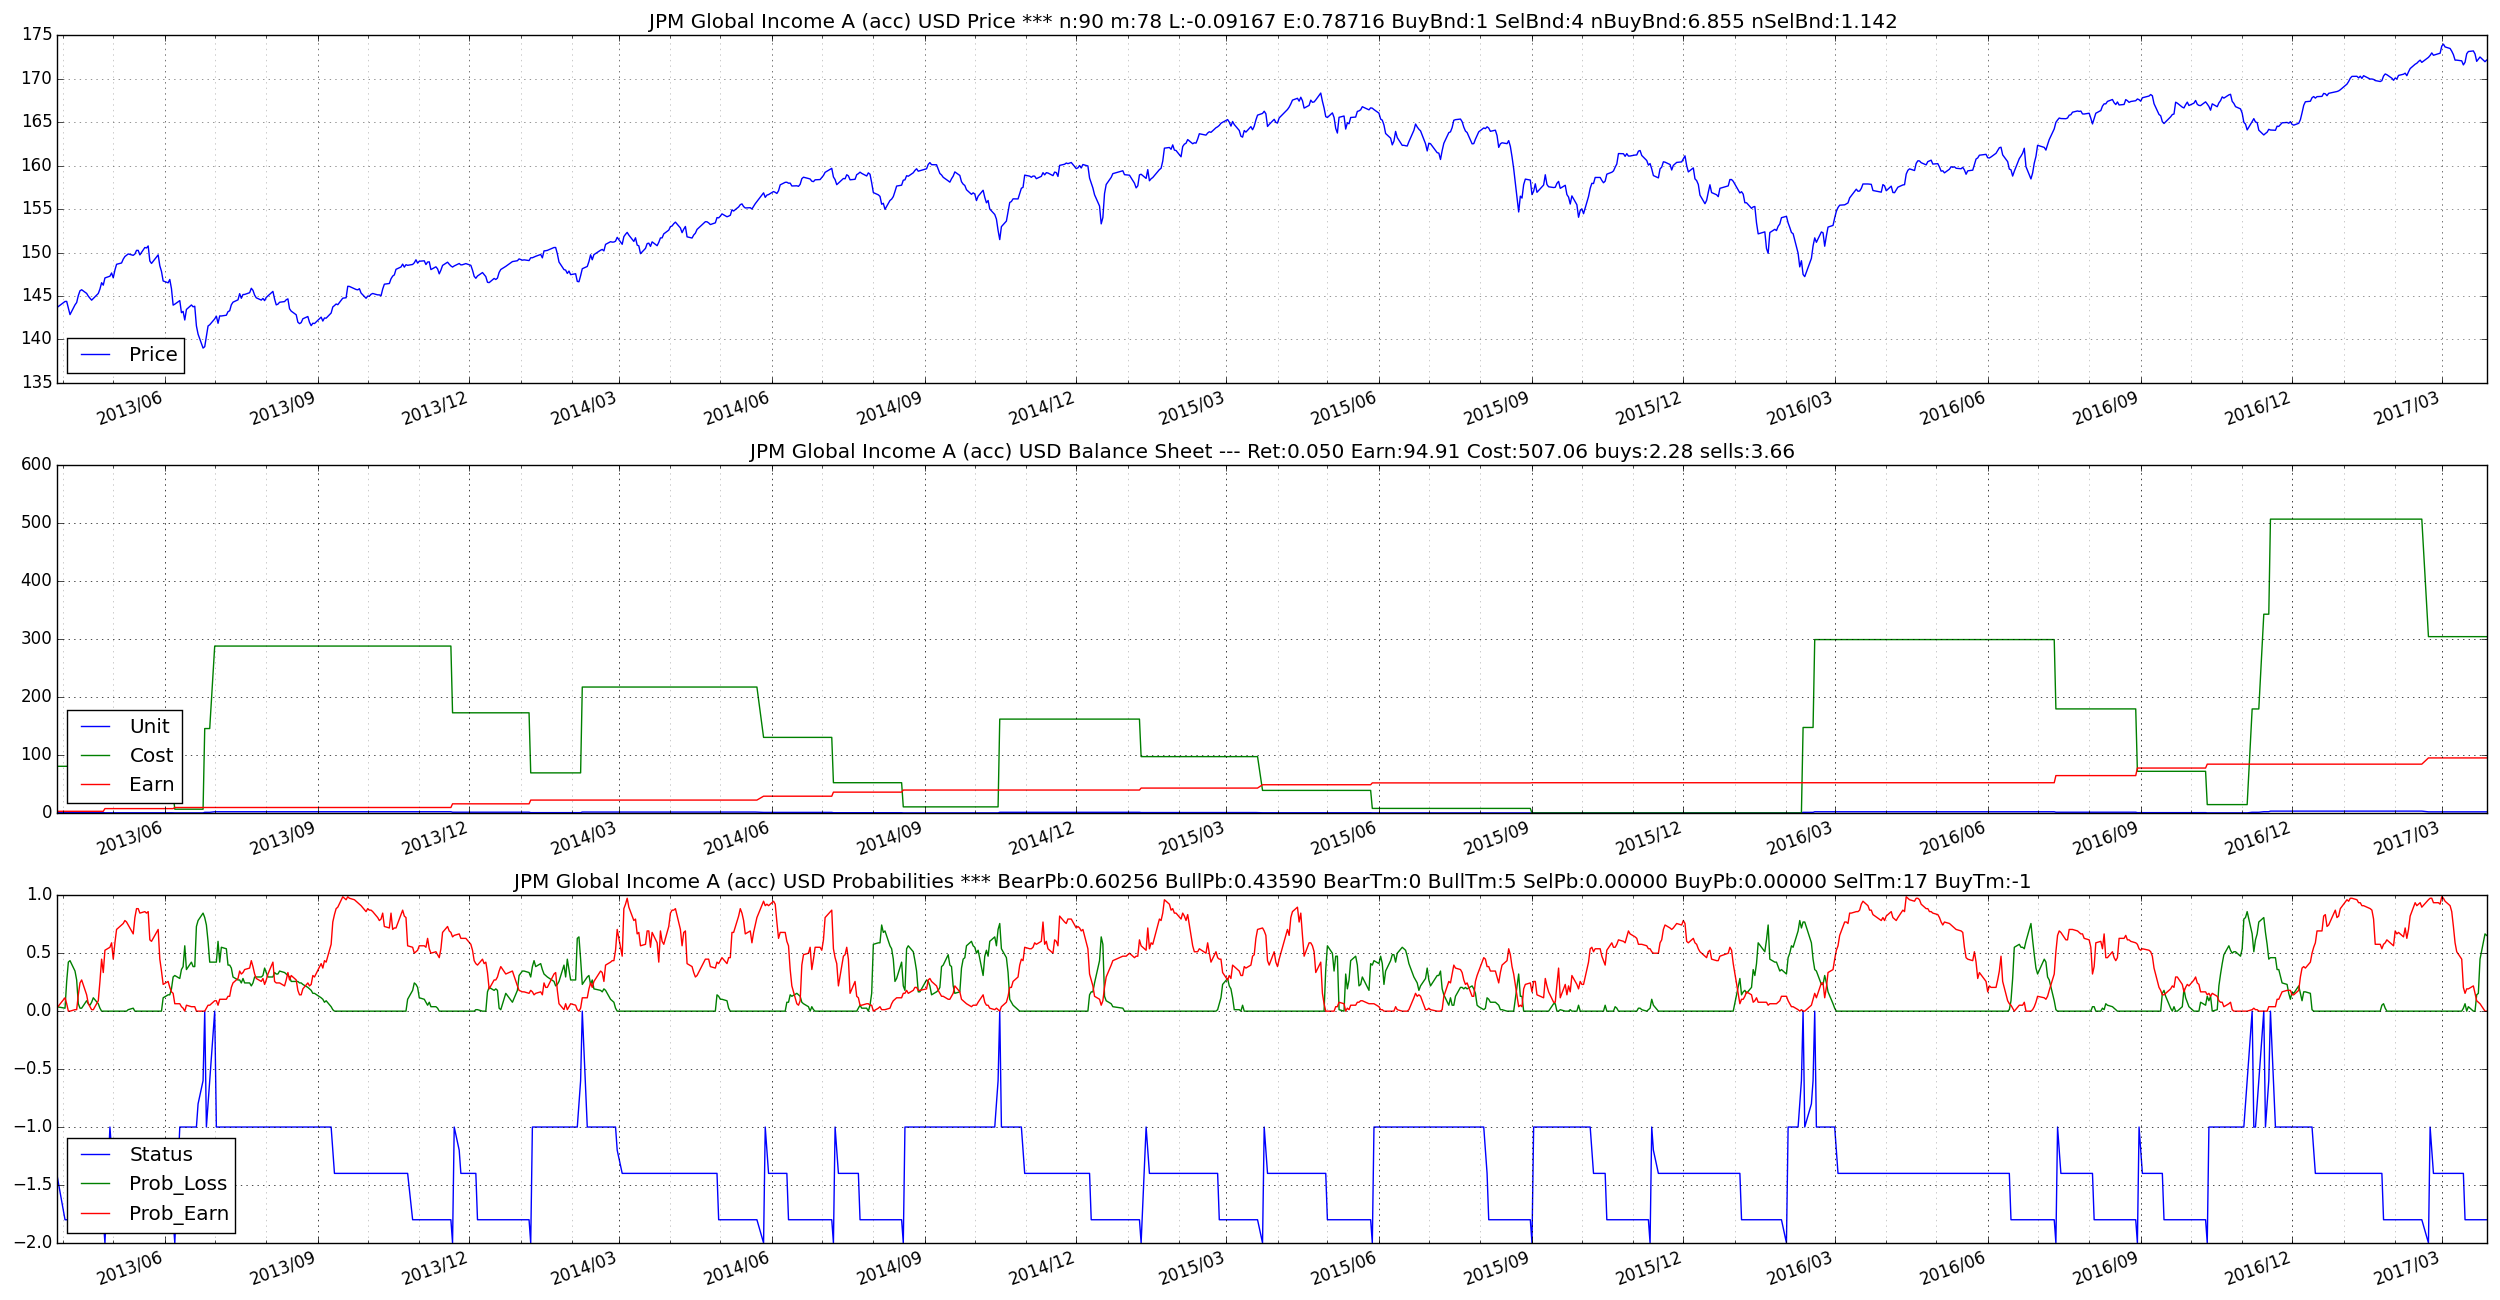 JPM Global Income A (acc) USD Price *** n:90 m:78 L:-0.09167 E:0.78716 BuyBnd:1 SelBnd:4 nBuyBnd:6.855 nSelBnd:1.142
175
170
165
160
155
150
145
140
135
Price
2013/06 2013/09 2013/12 2014/03 2014/06 2014/09 2014/12 2015/03 2015/06 2015/09 2015/12 2016/03 2016/06 2016/09 2016/12 2017/03
JPM Global Income A (acc) USD Balance Sheet --- Ret:0.050 Earn:94.91 Cost:507.06 buys:2.28 sells:3.66
600
500
400
300
200
100
0
Unit
Cost
Earn
2013/06 2013/09 2013/12 2014/03 2014/06 2014/09 2014/12 2015/03 2015/06 2015/09 2015/12 2016/03 2016/06 2016/09 2016/12 2017/03
JPM Global Income A (acc) USD Probabilities *** BearPb:0.60256 BullPb:0.43590 BearTm:0 BullTm:5 SelPb:0.00000 BuyPb:0.00000 SelTm:17 BuyTm:-1
1.0
0.5
0.0
−0.5
−1.0
−1.5
−2.0
Status
Prob_Loss
Prob_Earn
2013/06 2013/09 2013/12 2014/03 2014/06 2014/09 2014/12 2015/03 2015/06 2015/09 2015/12 2016/03 2016/06 2016/09 2016/12 2017/03